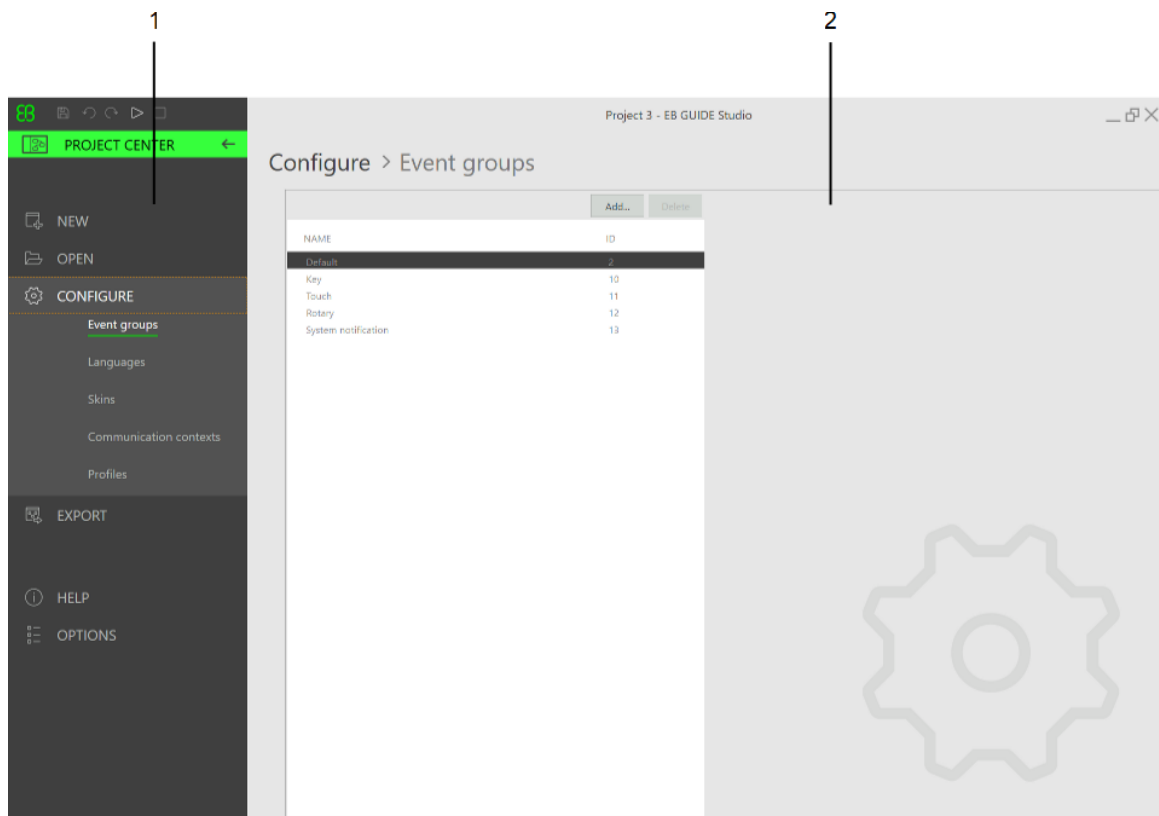 1
2
EB
Project 3 - EB GUIDE Studio
PROJECT CENTER
Configure > Event groups
NEW
OPEN
CONFIGURE
Event groups
Languages
Skins
Communication contexts
Profiles
EXPORT
HELP
OPTIONS
Add... Delete
NAME ID
Default 2
Key 10
Touch 11
Rotary 12
System notification 13